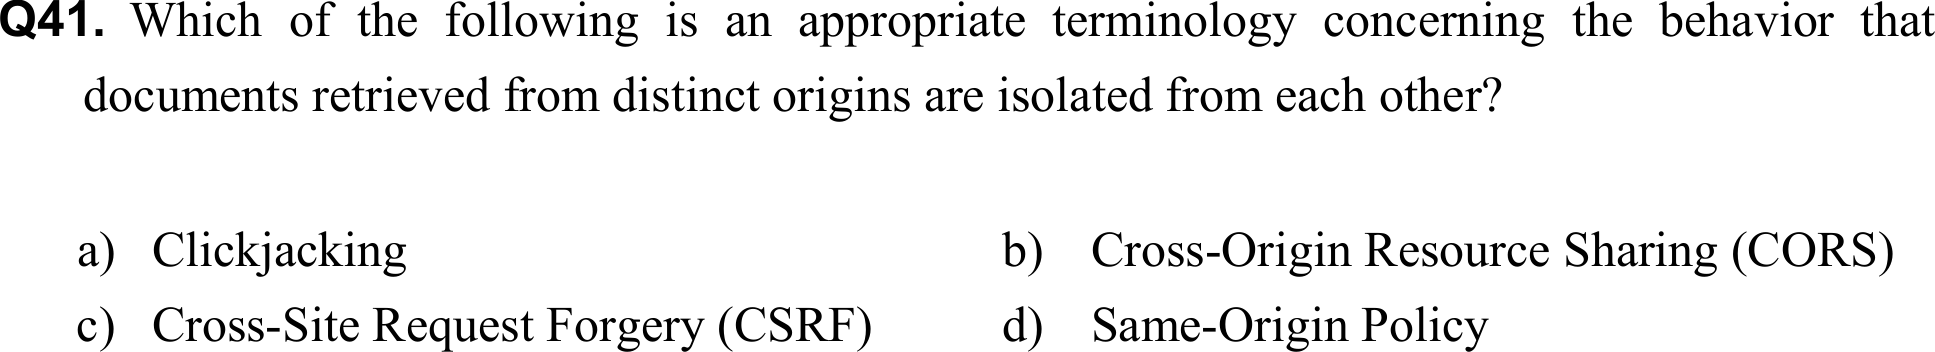 Q41. Which of the following is an appropriate terminology concerning the behavior that
documents retrieved from distinct origins are isolated from each other?
a) Clickjacking b) Cross-Origin Resource Sharing (CORS)
c) Cross-Site Request Forgery (CSRF) d) Same-Origin Policy